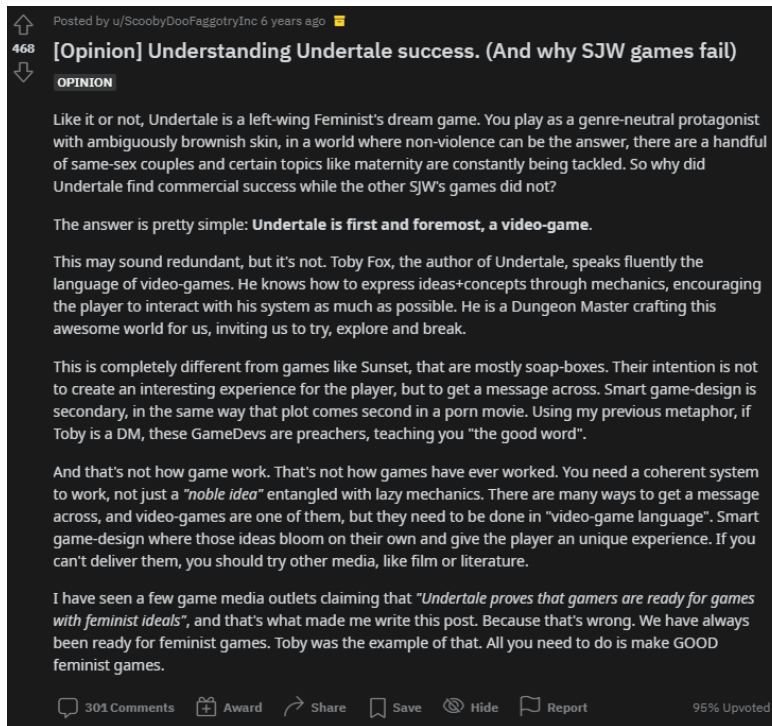 Posted by u/ScoobyDooFaggotryInc 6 years ago
468
[Opinion] Understanding Undertale success. (And why SJW games fail)
OPINION
Like it or not, Undertale is a left-wing Feminist's dream game. You play as a genre-neutral protagonist
with ambiguously brownish skin, in a world where non-violence can be the answer, there are a handful
of same-sex couples and certain topics like maternity are constantly being tackled. So why did
Undertale find commercial success while the other SJW's games did not?
The answer is pretty simple: Undertale is first and foremost, a video-game.
This may sound redundant, but it's not. Toby Fox, the author of Undertale, speaks fluently the
language of video-games. He knows how to express ideas+concepts through mechanics, encouraging
the player to interact with his system as much as possible. He is a Dungeon Master crafting this
awesome world for us, inviting us to try, explore and break.
This is completely different from games like Sunset, that are mostly soap-boxes. Their intention is not
to create an interesting experience for the player, but to get a message across. Smart game-design is
secondary, in the same way that plot comes second in a porn movie. Using my previous metaphor, if
Toby is a DM, these GameDevs are preachers, teaching you "the good word".
And that's not how game work. That's not how games have ever worked. You need a coherent system
to work, not just a "noble idea" entangled with lazy mechanics. There are many ways to get a message
across, and video-games are one of them, but they need to be done in "video-game language". Smart
game-design where those ideas bloom on their own and give the player an unique experience. If you
can't deliver them, you should try other media, like film or literature.
I have seen a few game media outlets claiming that "Undertale proves that gamers are ready for games
with feminist ideals", and that's what made me write this post. Because that's wrong. We have always
been ready for feminist games. Toby was the example of that. All you need to do is make GOOD
feminist games.
301 Comments Award Share Save Hide Report 95% Upvoted